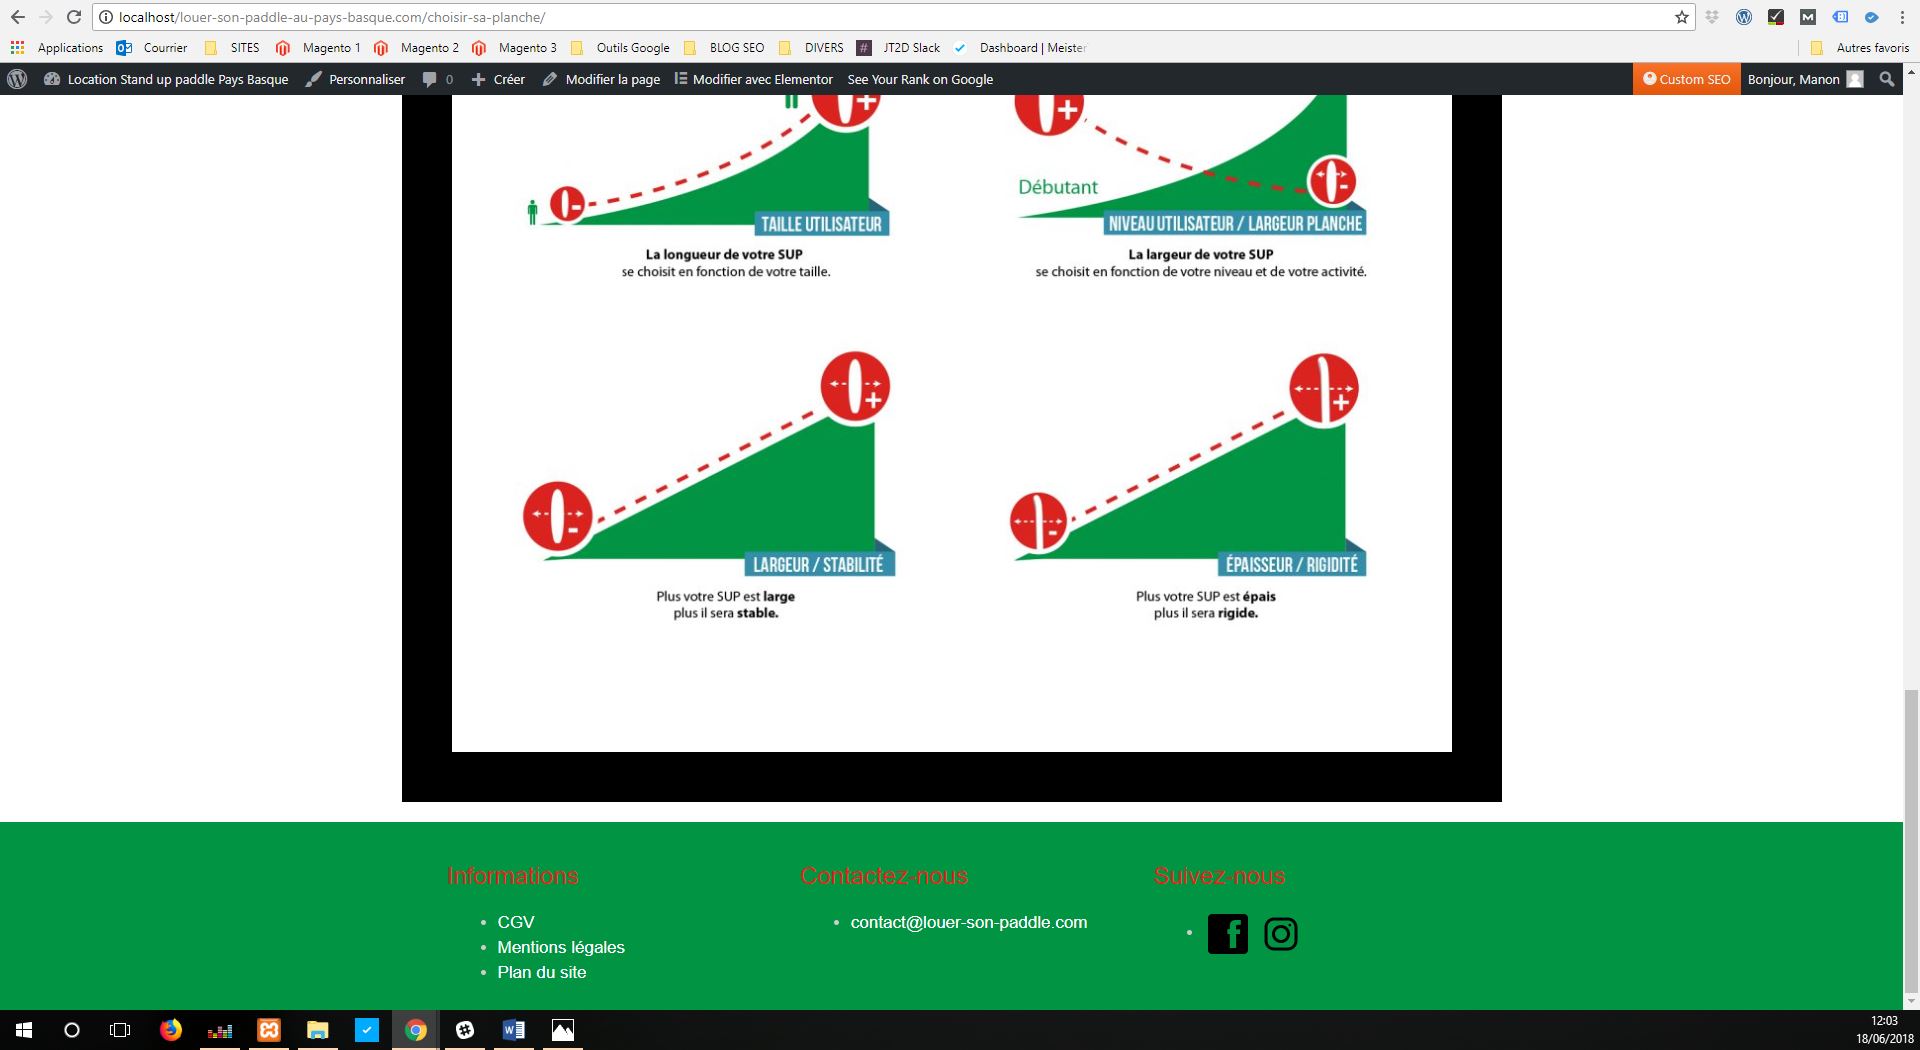 localhost/louer-son-paddle-au-pays-basque.com/choisir-sa-planche/
Applications Courrier SITES Magento 1 Magento 2 Magento 3 Outils Google BLOG SEO DIVERS # JT2D Slack Dashboard | Meister Autres favoris
Location Stand up paddle Pays Basque Personnaliser 0 Créer Modifier la page Modifier avec Elementor See Your Rank on Google Custom SEO Bonjour, Manon
Débutant
TAILLE UTILISATEUR
NIVEAU UTILISATEUR / LARGEUR PLANCHE
La longueur de votre SUP
se choisit en fonction de votre taille.
La largeur de votre SUP
se choisit en fonction de votre niveau et de votre activité.
LARGEUR / STABILITÉ
ÉPAISSEUR / RIGIDITÉ
Plus votre SUP est large
plus il sera stable.
Plus votre SUP est épais
plus il sera rigide.
Informations
CGV
Mentions légales
Plan du site
Contactez-nous
contact@louer-son-paddle.com
Suivez-nous
12:03
18/06/2018